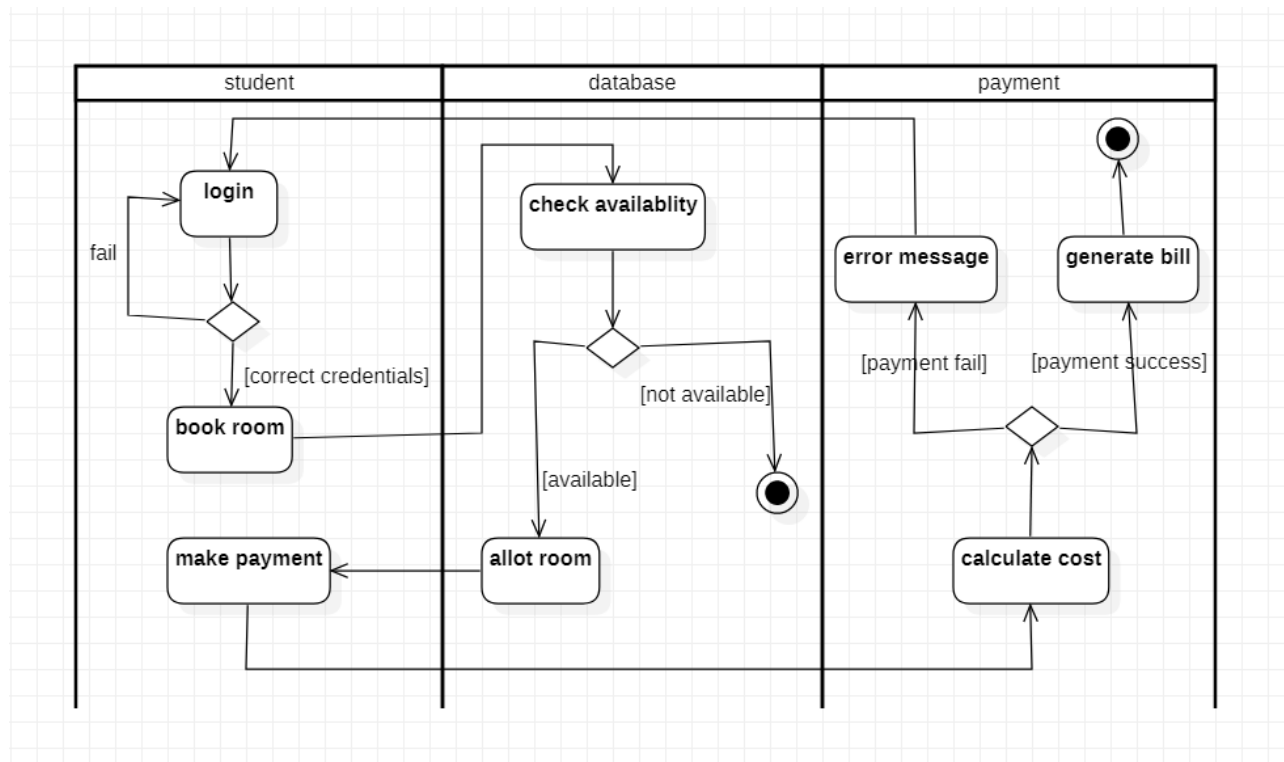 student
database
payment
login
check availablity
fail
error message
generate bill
[correct credentials]
[payment fail]
[payment success]
[not available]
book room
[available]
make payment
allot room
calculate cost